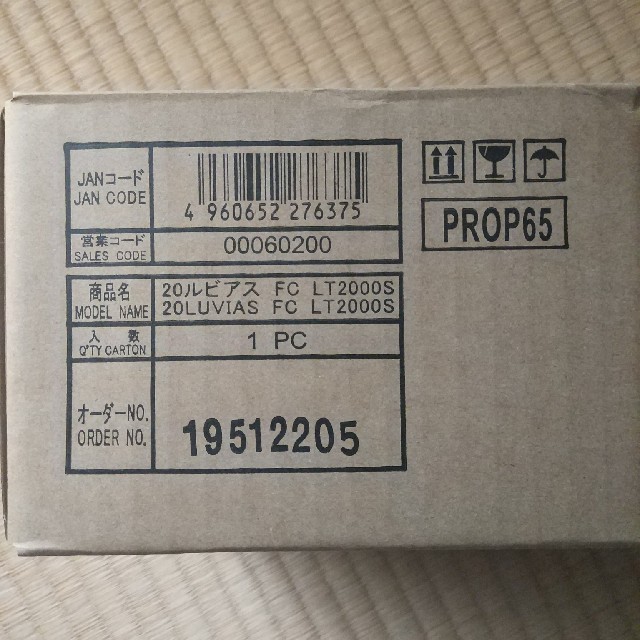 JANコード
JAN CODE
4 960652 276375
営業コード
SALES CODE
00060200
PROP65
商品名
MODEL NAME
20ルビアス FC LT2000S
20LUVIAS FC LT2000S
入 数
Q'TY CARTON
1 PC
オーダーNO.
ORDER NO.
19512205